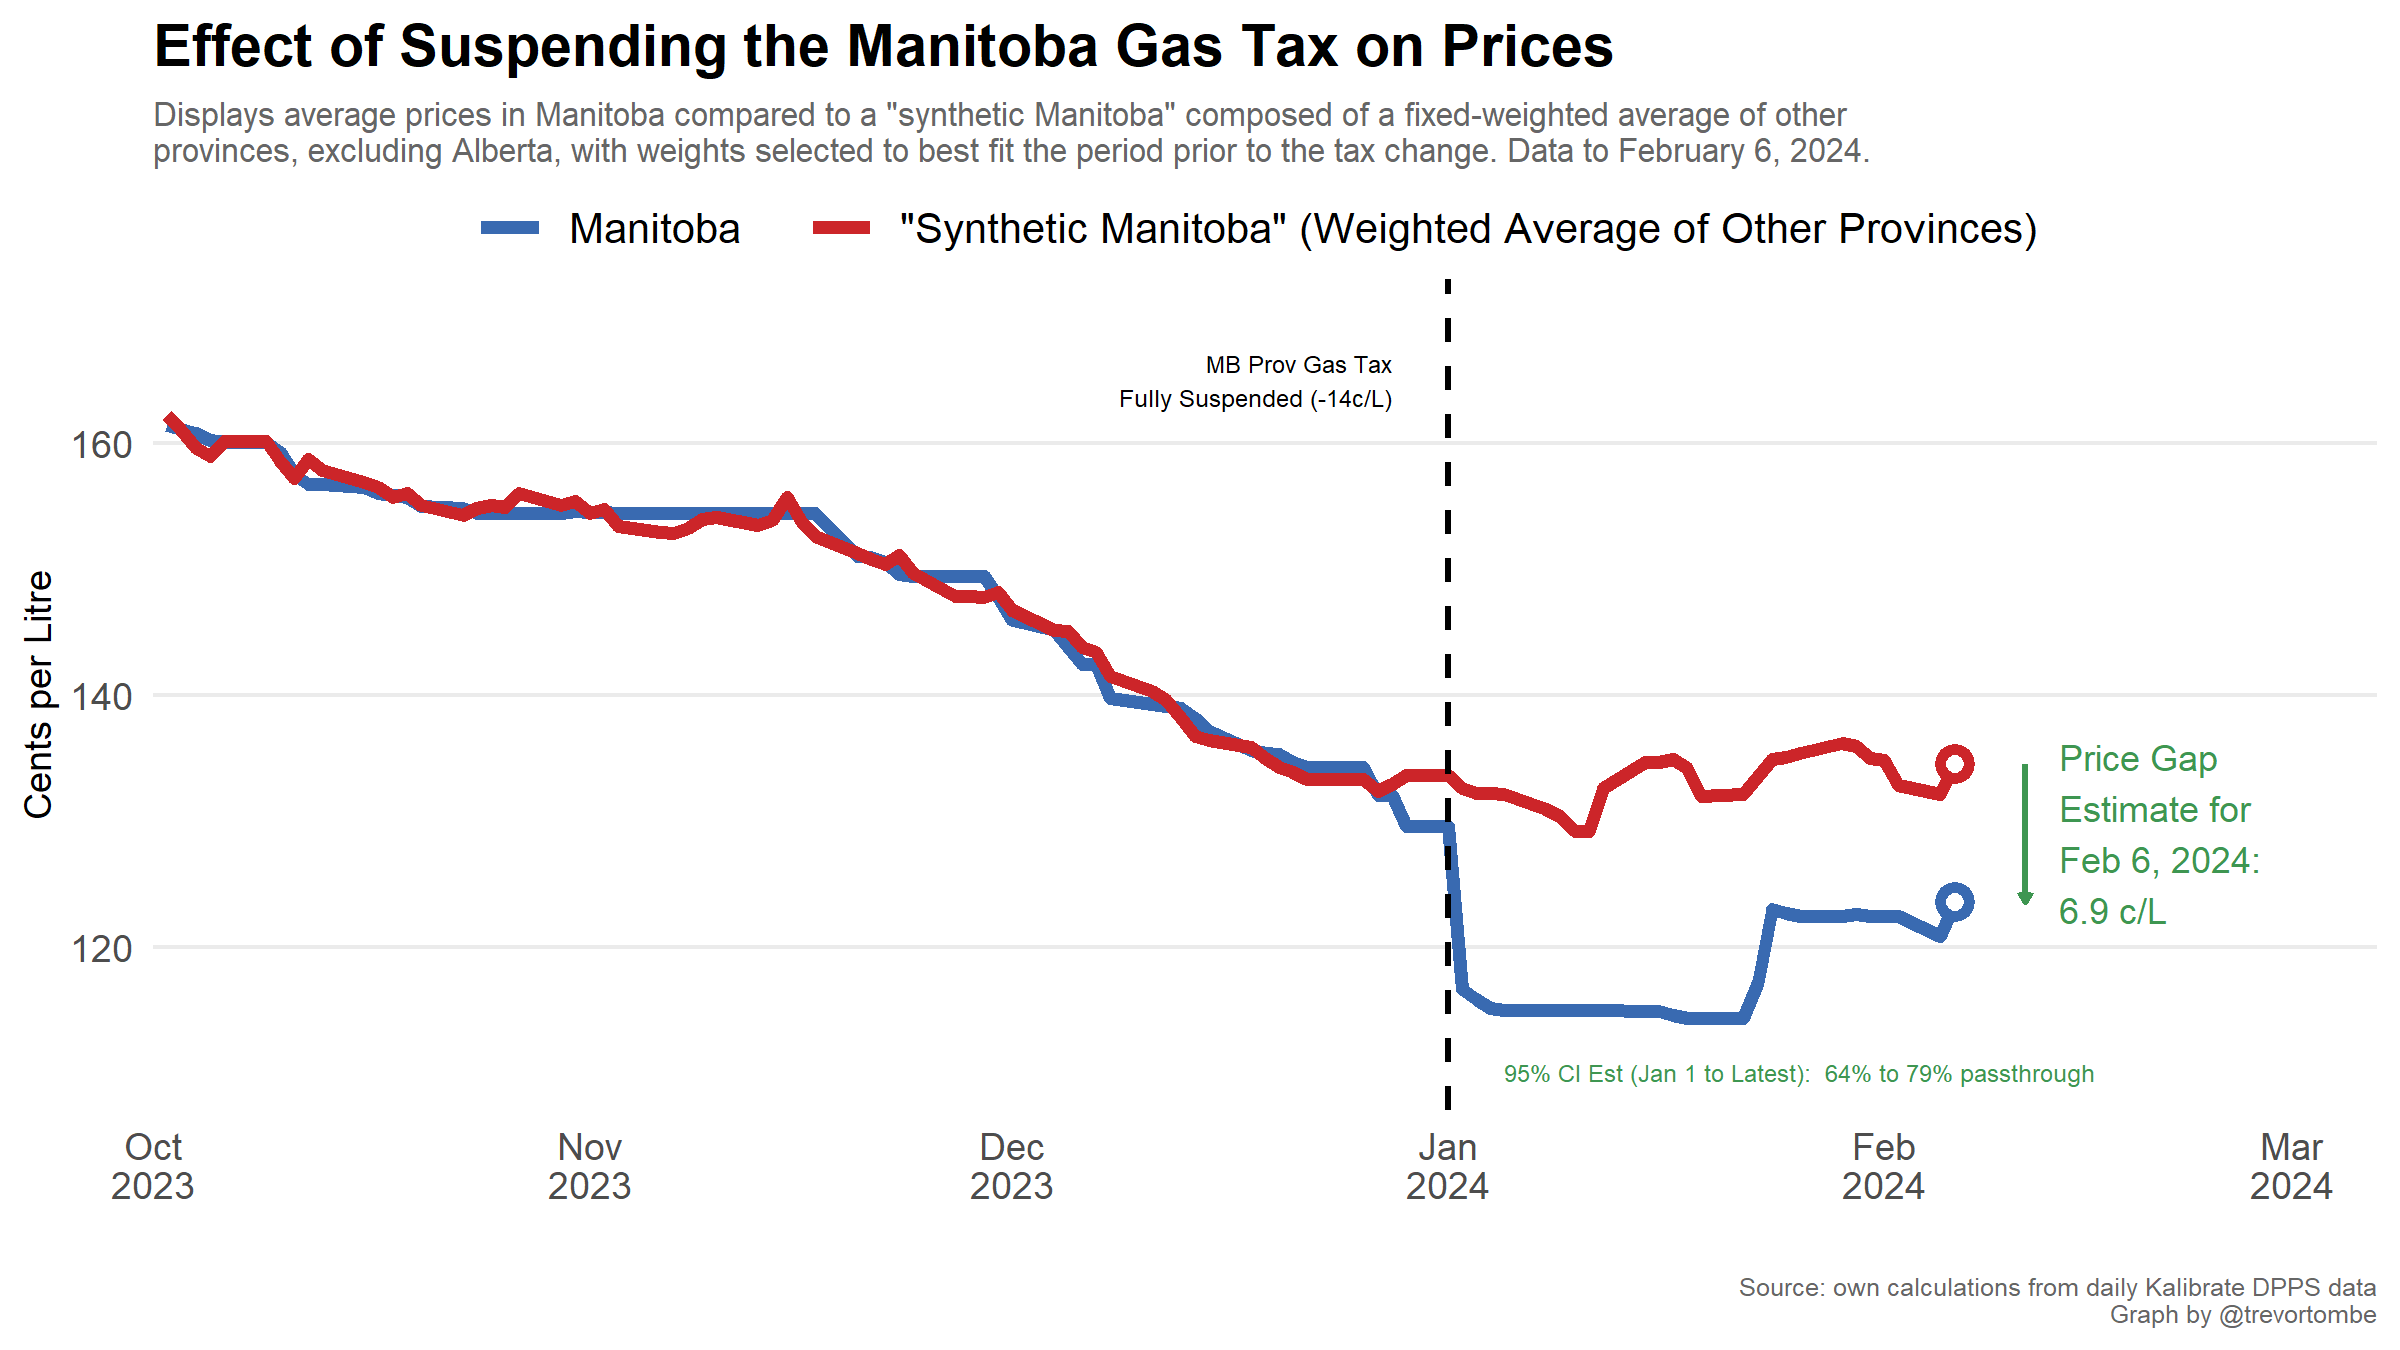 Effect of Suspending the Manitoba Gas Tax on Prices
Displays average prices in Manitoba compared to a "synthetic Manitoba" composed of a fixed-weighted average of other
provinces, excluding Alberta, with weights selected to best fit the period prior to the tax change. Data to February 6, 2024.
Manitoba
"Synthetic Manitoba" (Weighted Average of Other Provinces)
MB Prov Gas Tax
Fully Suspended (-14c/L)
Cents per Litre
160
140
120
Price Gap
Estimate for
Feb 6, 2024:
6.9 c/L
95% CI Est (Jan 1 to Latest):  64% to 79% passthrough
Oct
2023
Nov
2023
Dec
2023
Jan
2024
Feb
2024
Mar
2024
Source: own calculations from daily Kalibrate DPPS data
Graph by @trevortombe